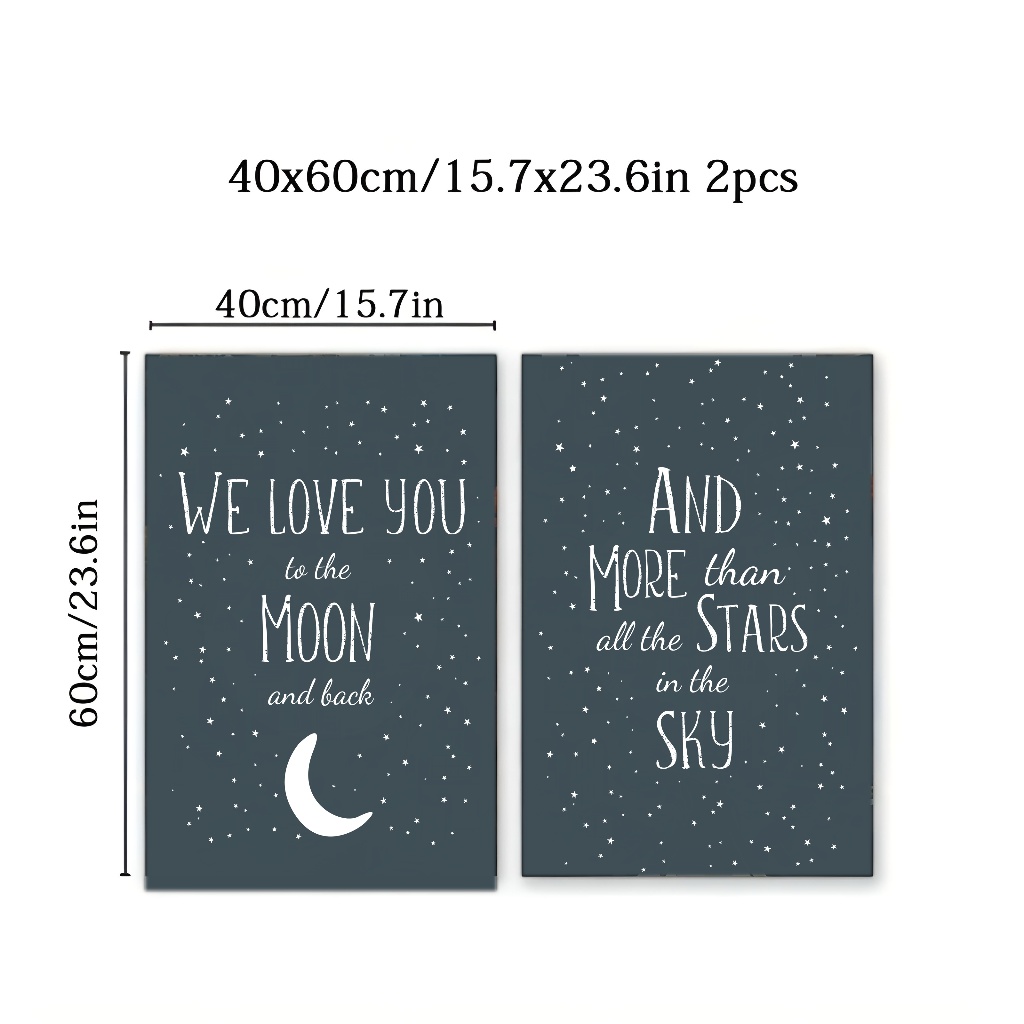 40x60cm/15.7x23.6in 2pcs
40cm/15.7in
60cm/23.6in
WE LOVE YOU
to the
MOON
and back
AND
MORE than
all the STARS
in the
SKY